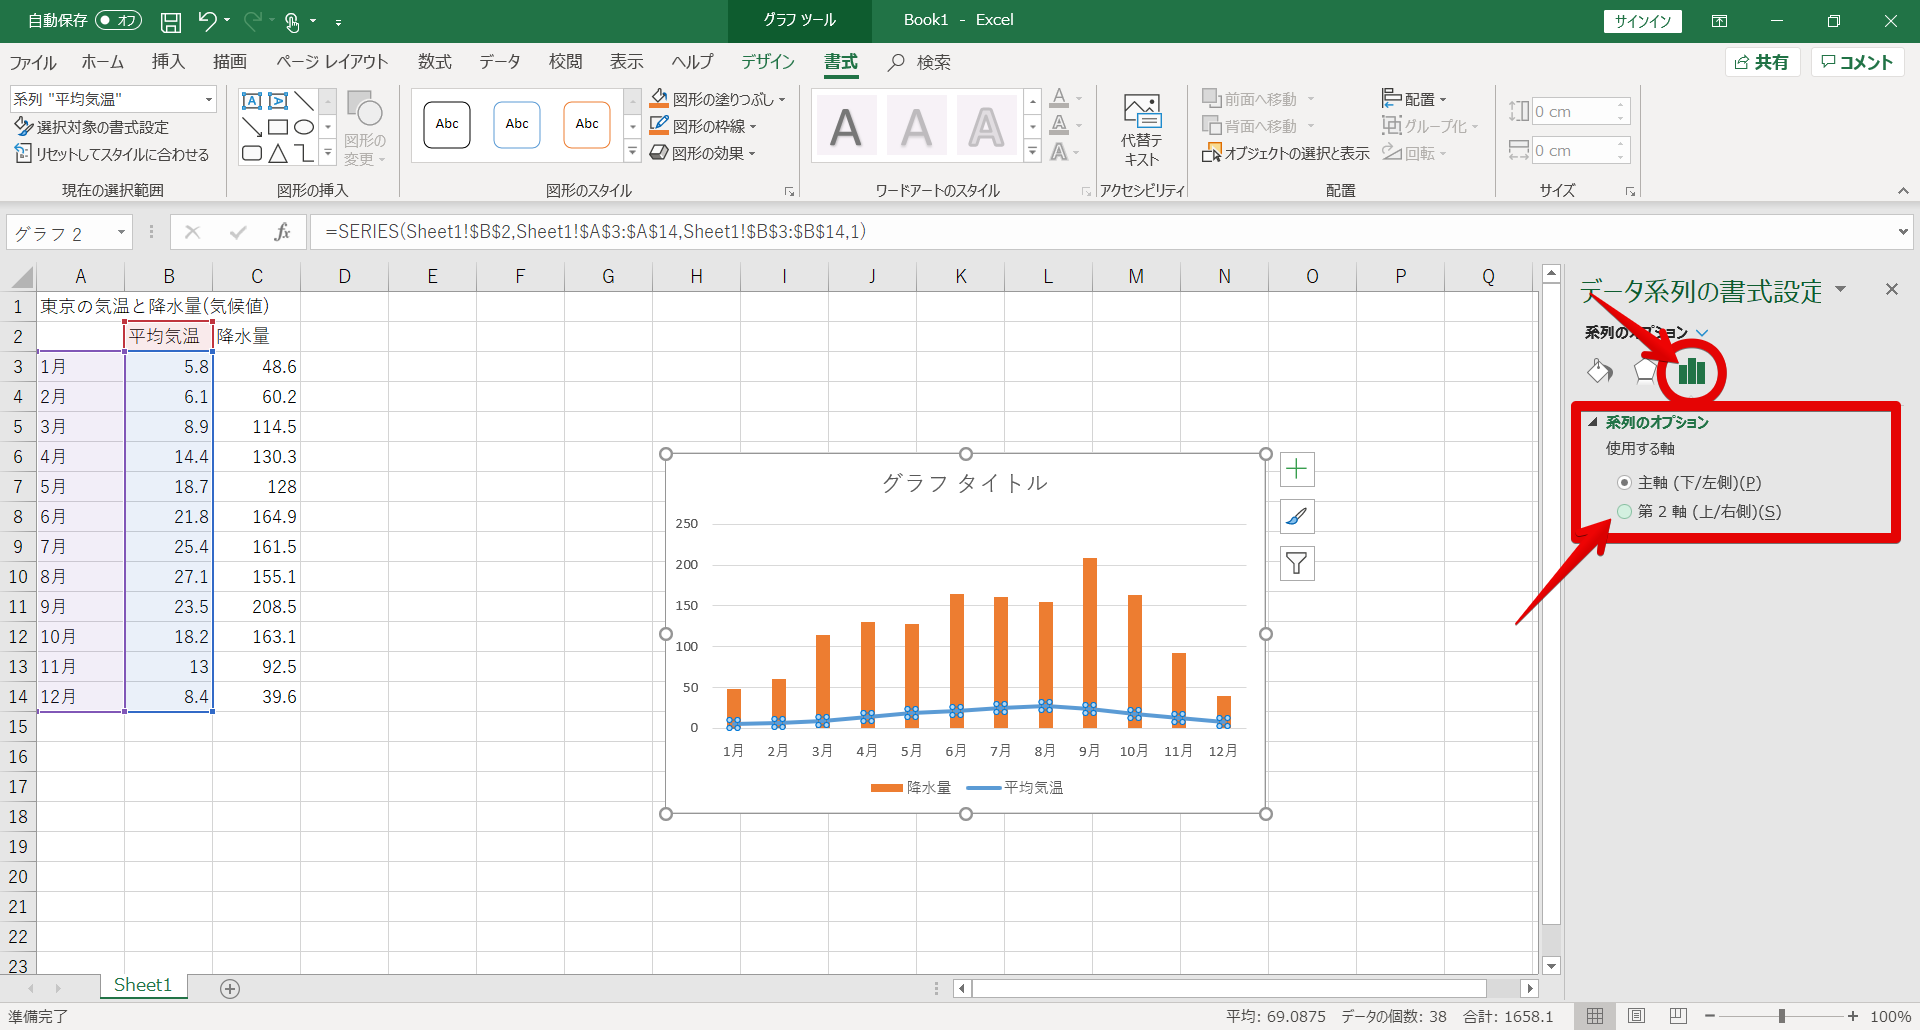 自動保存 オフ
グラフ ツール
Book1 - Excel
サインイン
ファイル ホーム 挿入 描画 ページ レイアウト 数式 データ 校閲 表示 ヘルプ デザイン 書式 検索
共有 コメント
系列 "平均気温"
選択対象の書式設定
リセットしてスタイルに合わせる
現在の選択範囲
A A
図形の
変更
図形の挿入
Abc Abc Abc
図形の塗りつぶし
図形の枠線
図形の効果
図形のスタイル
A A A
A
A
A
ワードアートのスタイル
代替テ
キスト
アクセシビリティ
前面へ移動
背面へ移動
オブジェクトの選択と表示
配置
グループ化
回転
配置
0 cm
0 cm
サイズ
グラフ 2
fx
=SERIES(Sheet1!$B$2,Sheet1!$A$3:$A$14,Sheet1!$B$3:$B$14,1)
A B C D E F G H I J K L M N O P Q
1 東京の気温と降水量(気候値)
2 平均気温 降水量
3 1月 5.8 48.6
4 2月 6.1 60.2
5 3月 8.9 114.5
6 4月 14.4 130.3
7 5月 18.7 128
8 6月 21.8 164.9
9 7月 25.4 161.5
10 8月 27.1 155.1
11 9月 23.5 208.5
12 10月 18.2 163.1
13 11月 13 92.5
14 12月 8.4 39.6
15
16
17
18
19
20
21
22
23
グラフ タイトル
250
200
150
100
50
0
1月 2月 3月 4月 5月 6月 7月 8月 9月 10月 11月 12月
降水量 平均気温
データ系列の書式設定
系列のオプション
系列のオプション
使用する軸
主軸 (下/左側)(P)
第 2 軸 (上/右側)(S)
Sheet1
準備完了
平均: 69.0875 データの個数: 38 合計: 1658.1
100%